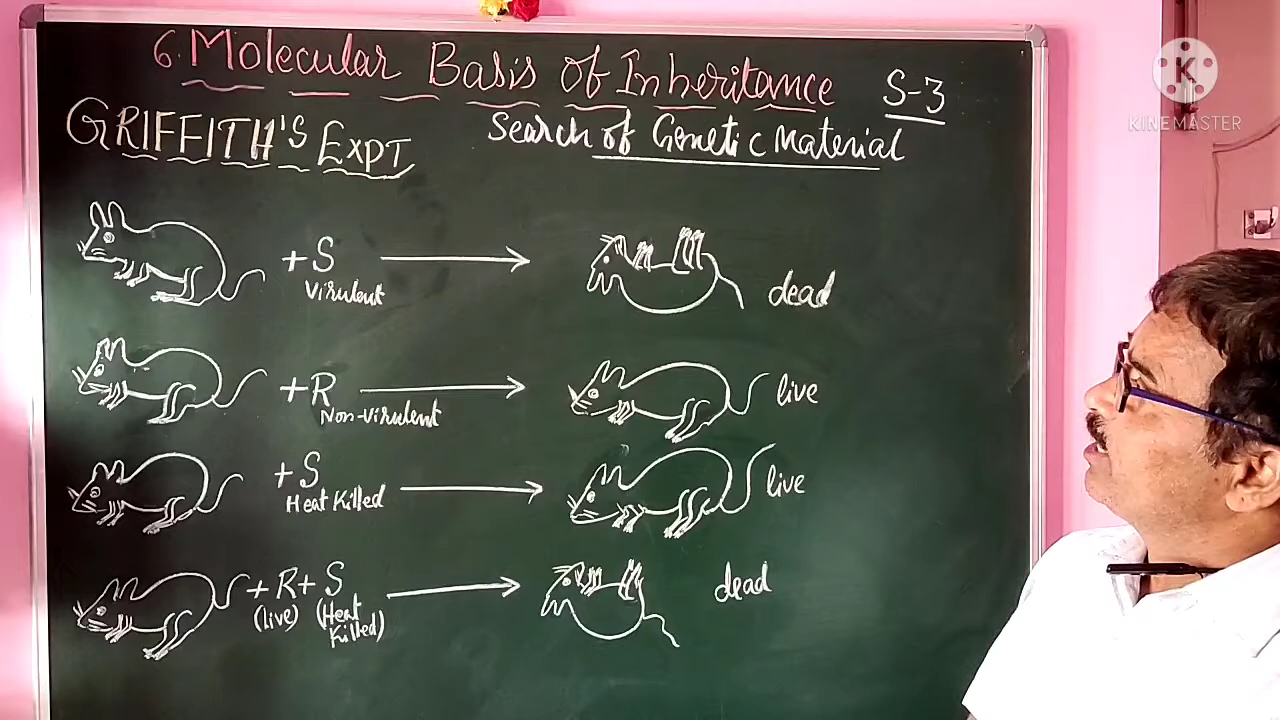 6. Molecular Basis of Inheritance
S-3
Search of Genetic Material
GRIFFITH'S EXPT
+ S
Virulent
dead
+ R
Non-virulent
live
+ S
Heat Killed
live
+ R + S
(live) (Heat
Killed)
dead
K
KINEMASTER